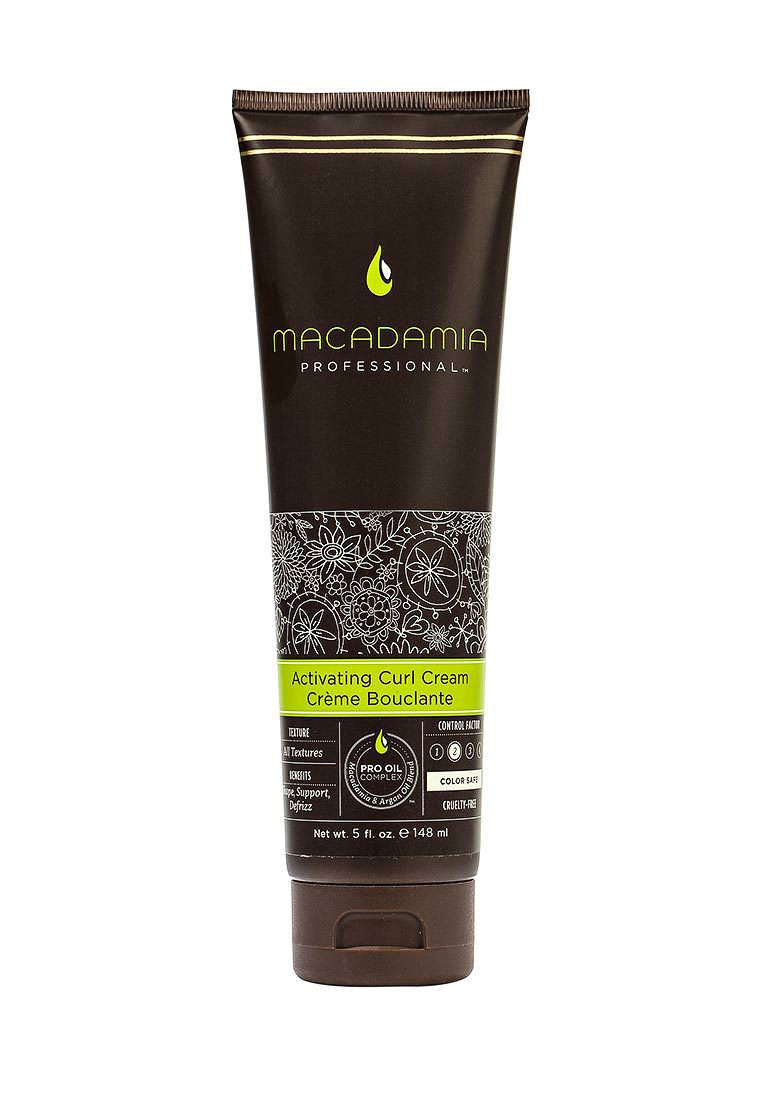 MACADAMIA
PROFESSIONAL™
Activating Curl Cream
Crème Bouclante
TEXTURE
All Textures
BENEFITS
Support,
Defrizz
PRO OIL
COMPLEX
Macadamia & Argan Oil Blend
CONTROL FACTOR
1 2 3
COLOR SAFE
CRUELTY-FREE
Net wt. 5 fl. oz. ℮ 148 ml